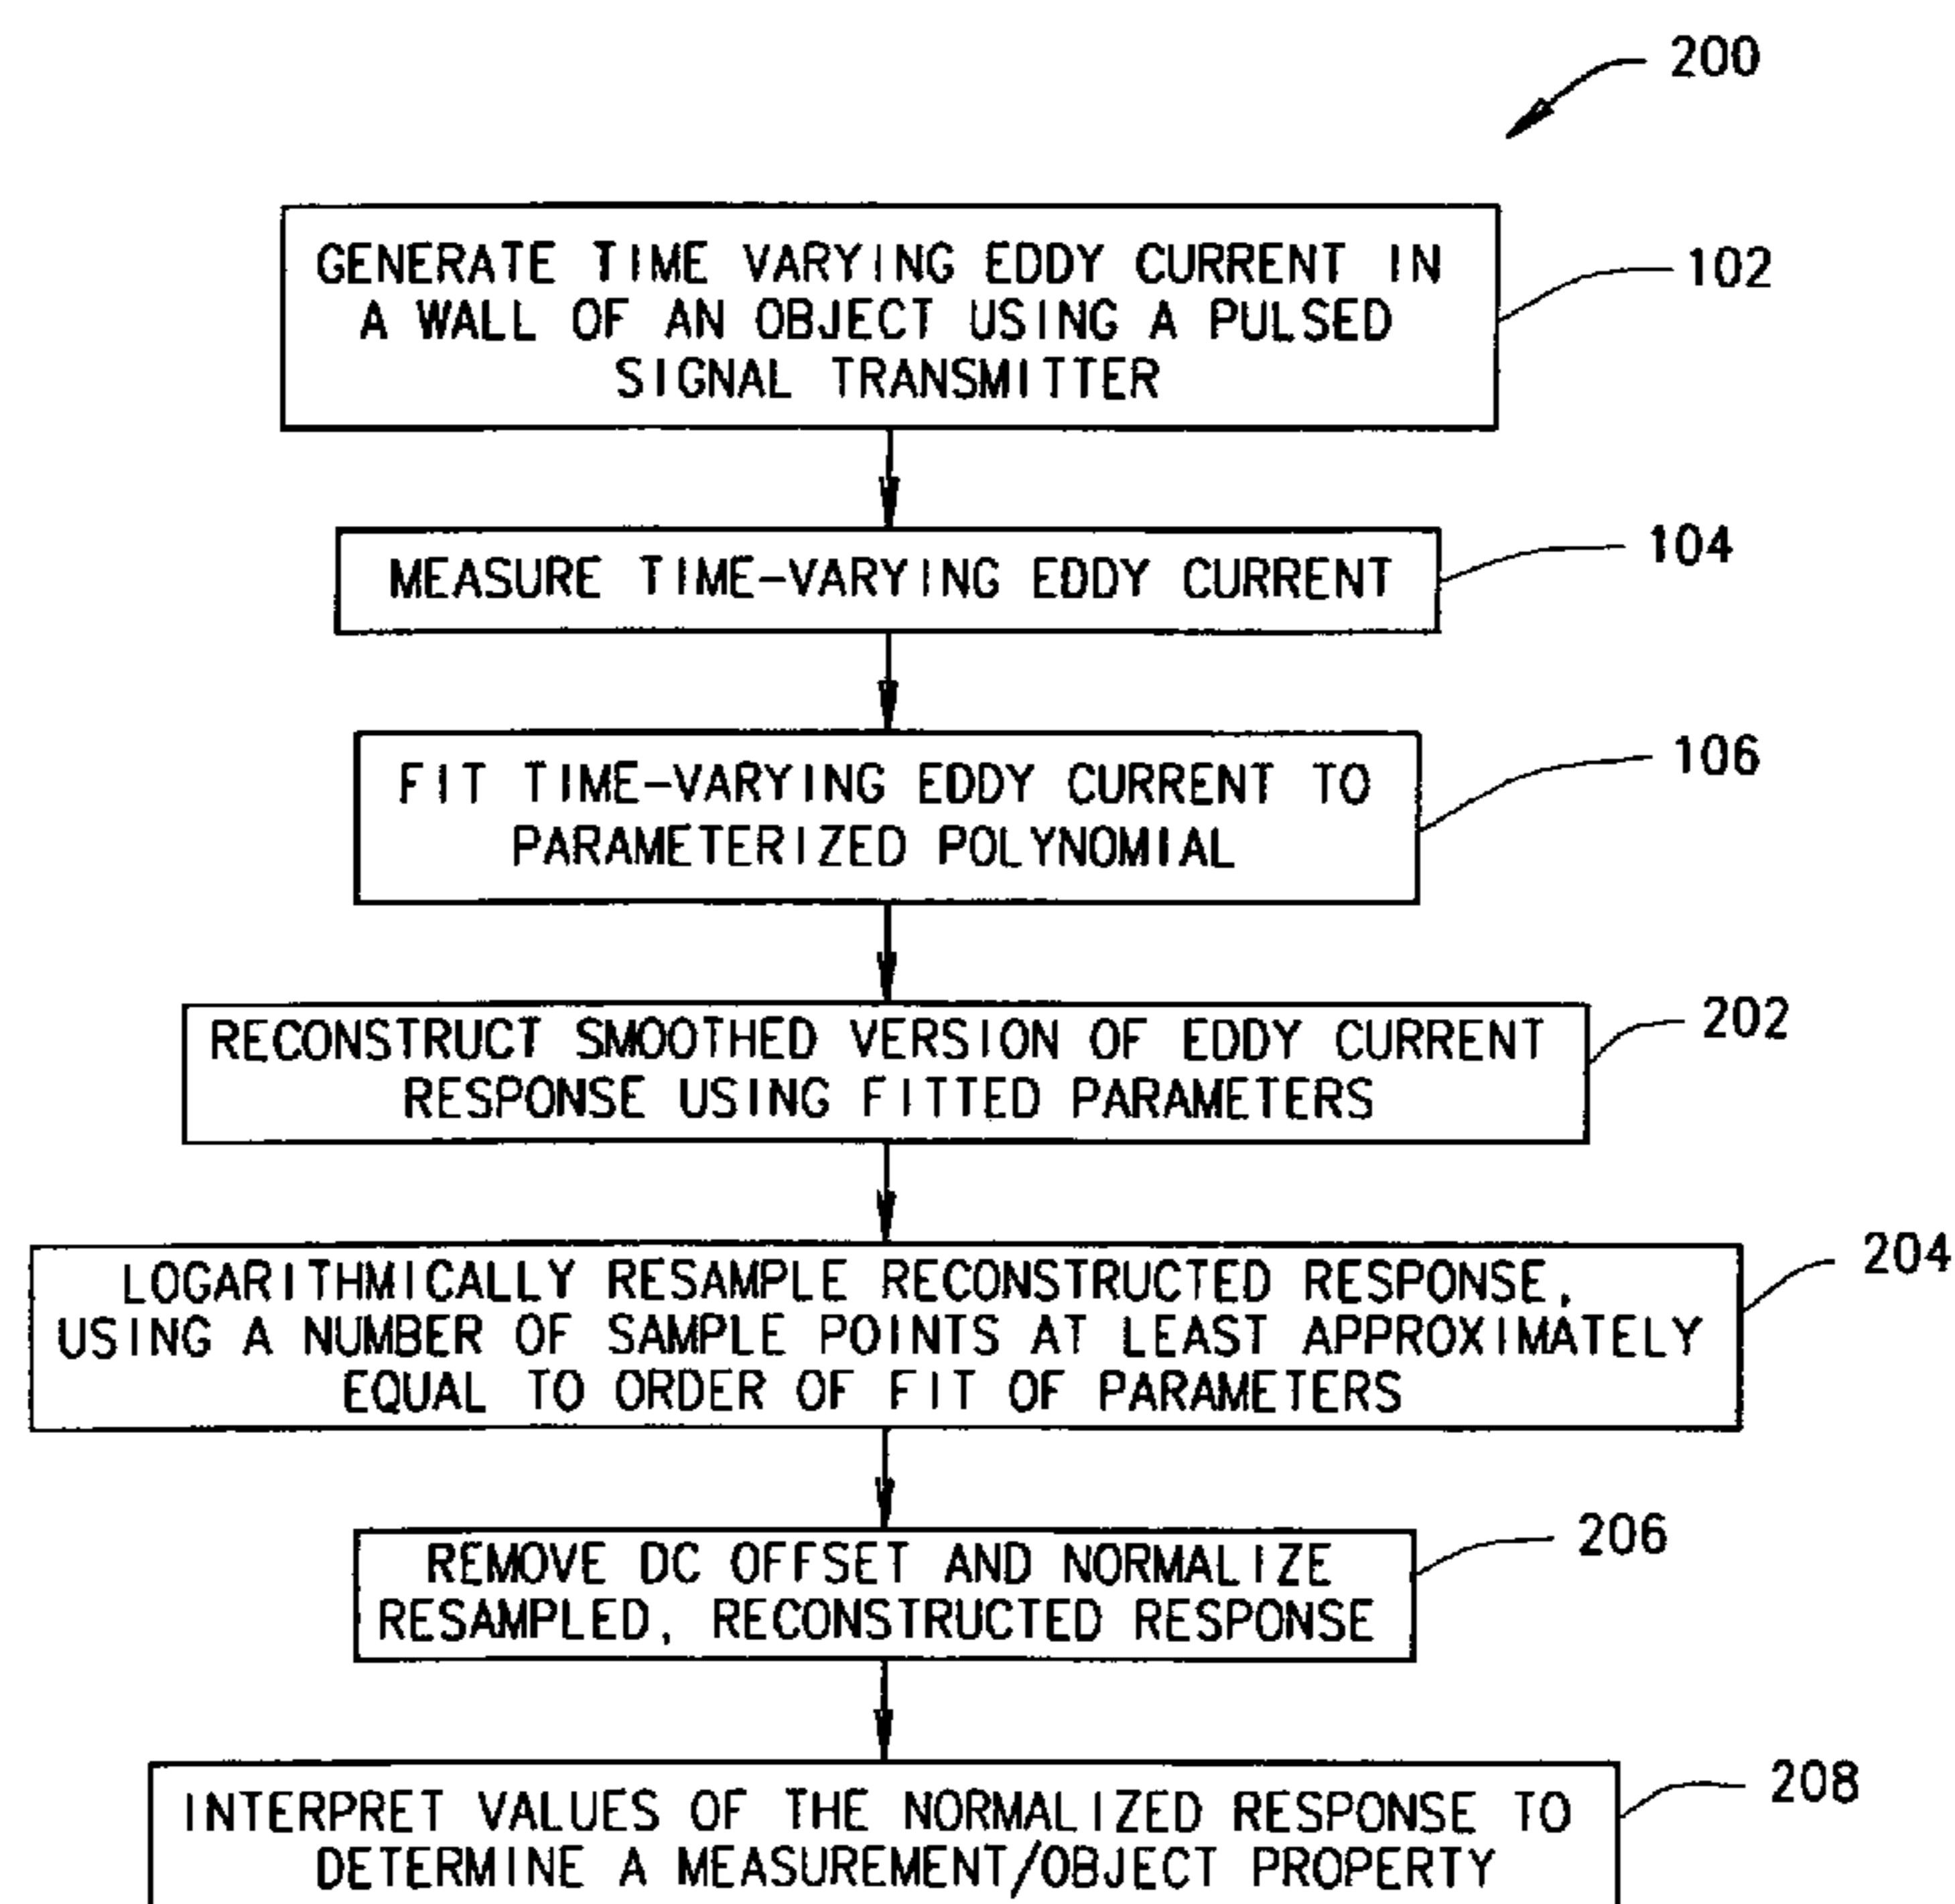 200
GENERATE TIME VARYING EDDY CURRENT IN
A WALL OF AN OBJECT USING A PULSED
SIGNAL TRANSMITTER
102
MEASURE TIME-VARYING EDDY CURRENT
104
FIT TIME-VARYING EDDY CURRENT TO
PARAMETERIZED POLYNOMIAL
106
RECONSTRUCT SMOOTHED VERSION OF EDDY CURRENT
RESPONSE USING FITTED PARAMETERS
202
LOGARITHMICALLY RESAMPLE RECONSTRUCTED RESPONSE,
USING A NUMBER OF SAMPLE POINTS AT LEAST APPROXIMATELY
EQUAL TO ORDER OF FIT OF PARAMETERS
204
REMOVE DC OFFSET AND NORMALIZE
RESAMPLED, RECONSTRUCTED RESPONSE
206
INTERPRET VALUES OF THE NORMALIZED RESPONSE TO
DETERMINE A MEASUREMENT/OBJECT PROPERTY
208